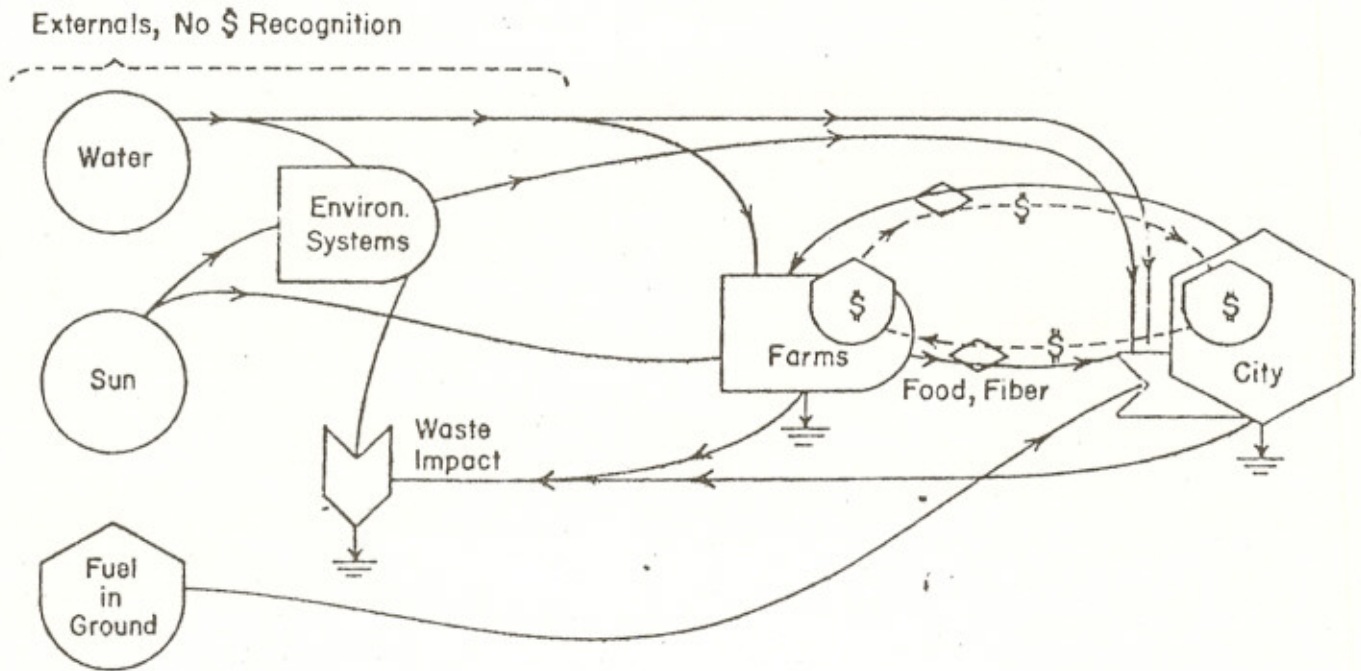 Externals, No $ Recognition
Water
Environ.
Systems
$
$
$
Farms
$
City
Sun
Food, Fiber
Waste
Impact
Fuel
in
Ground